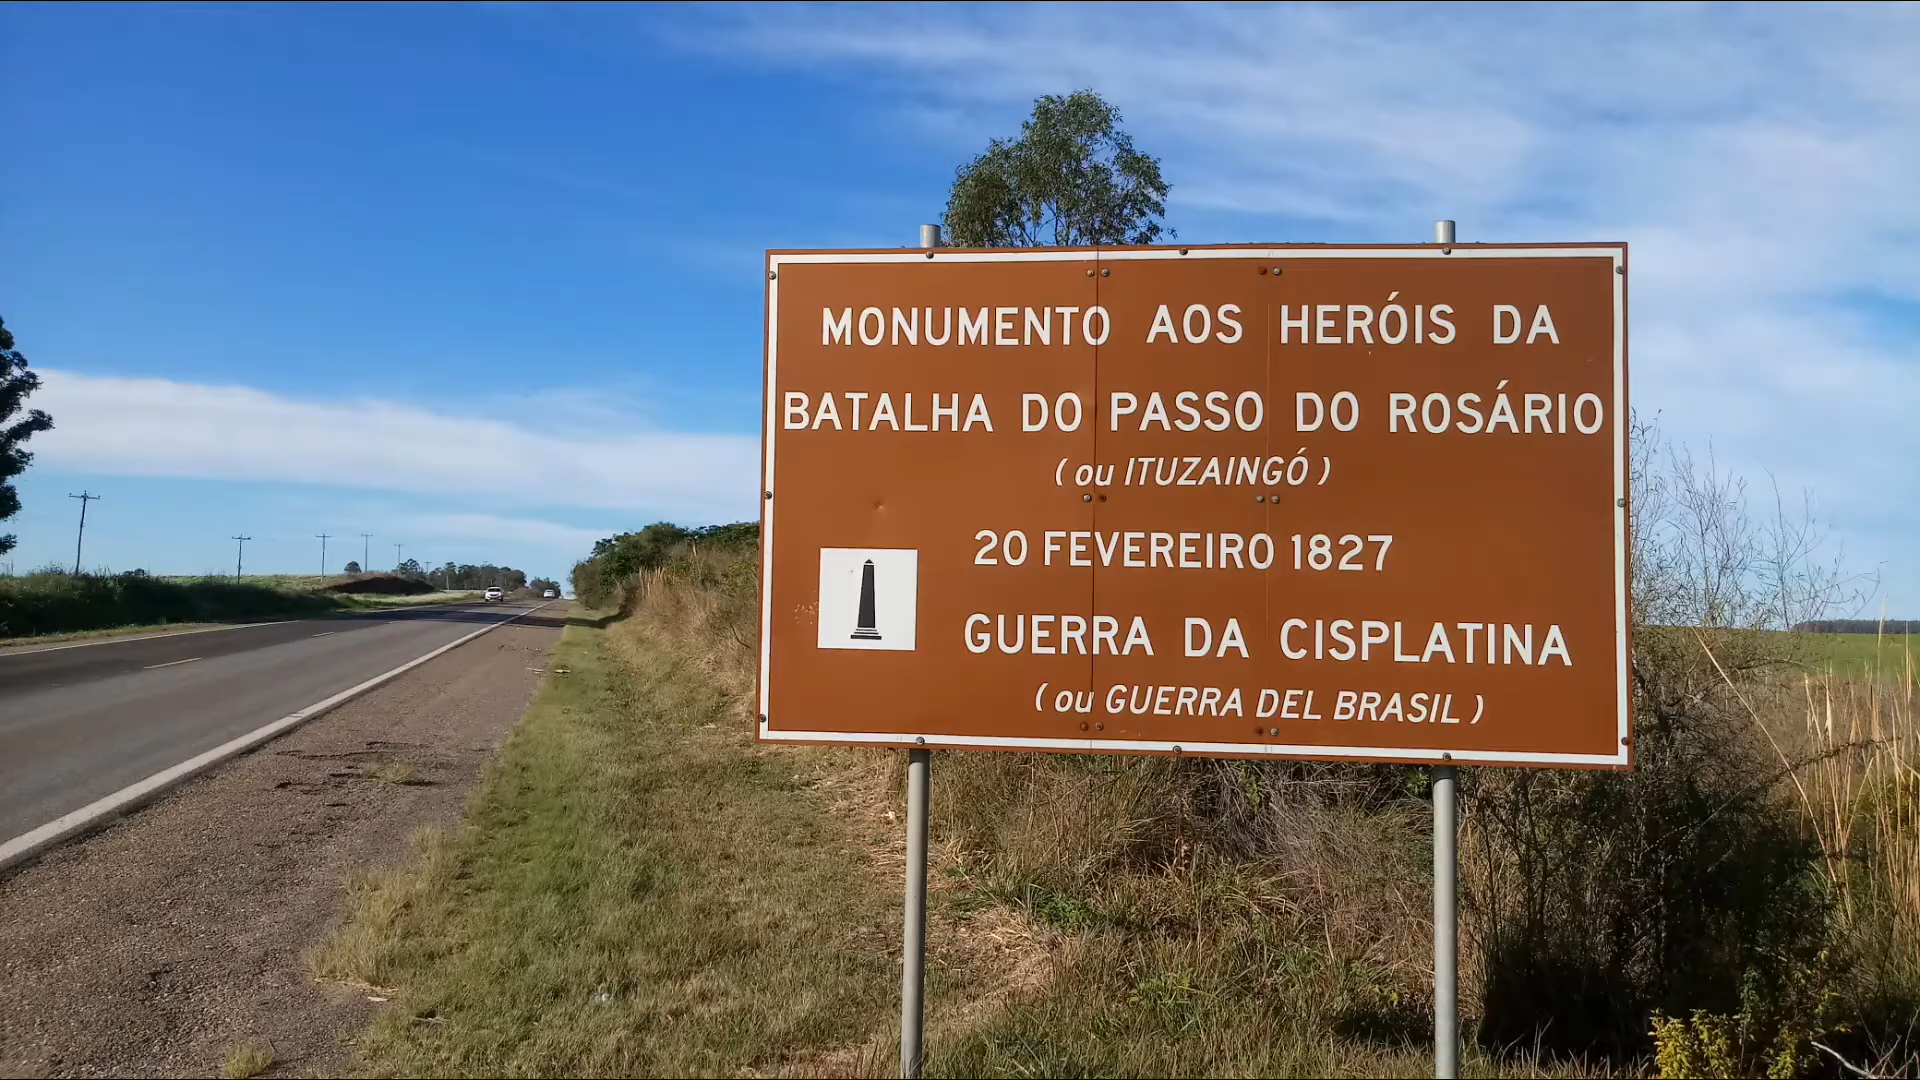 MONUMENTO AOS HERÓIS DA
BATALHA DO PASSO DO ROSÁRIO
(ou ITUZAINGÓ)
20 FEVEREIRO 1827
GUERRA DA CISPLATINA
(ou GUERRA DEL BRASIL)